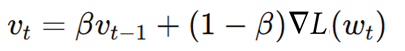 v_t = βv_{t−1} + (1 − β)∇L(w_t)